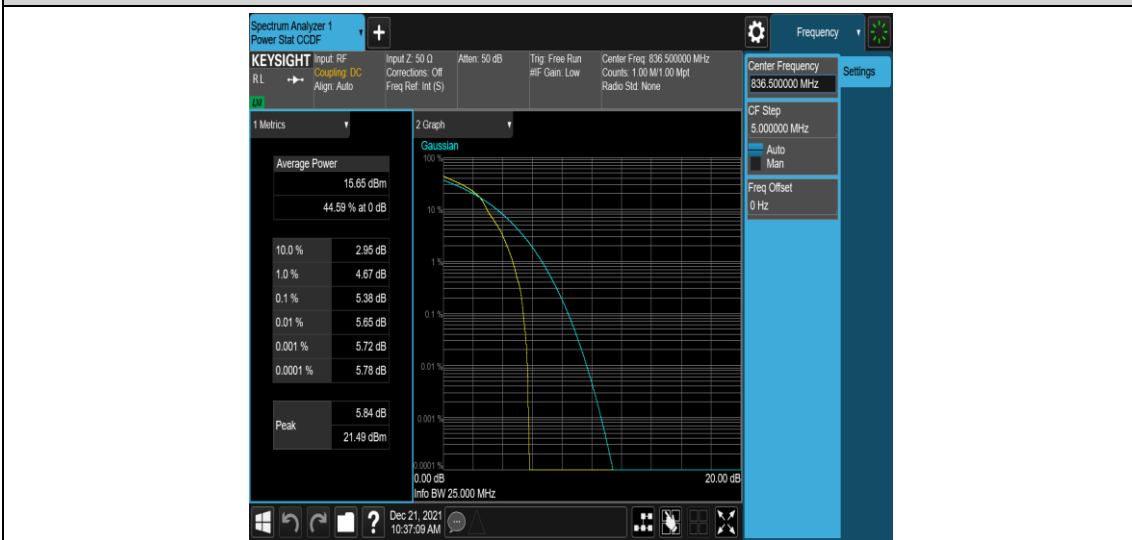 Spectrum Analyzer 1
Power Stat CCDF
+
Frequency
KEYSIGHT
RL
LM
Input: RF
Coupling: DC
Align: Auto
Input Z: 50 Ω
Corrections: Off
Freq Ref: Int (S)
Atten: 50 dB
Trig: Free Run
#IF Gain: Low
Center Freq: 836.500000 MHz
Counts: 1.00 M/1.00 Mpt
Radio Std: None
Center Frequency
836.500000 MHz
Settings
CF Step
5.000000 MHz
Auto
Man
Freq Offset
0 Hz
1 Metrics
Average Power
15.65 dBm
44.59 % at 0 dB
10.0 % 2.95 dB
1.0 % 4.67 dB
0.1 % 5.38 dB
0.01 % 5.65 dB
0.001 % 5.72 dB
0.0001 % 5.78 dB
Peak
5.84 dB
21.49 dBm
2 Graph
Gaussian
100 %
10 %
1 %
0.1 %
0.01 %
0.001 %
0.0001 %
0.00 dB
20.00 dB
Info BW 25.000 MHz
?
Dec 21, 2021
10:37:09 AM